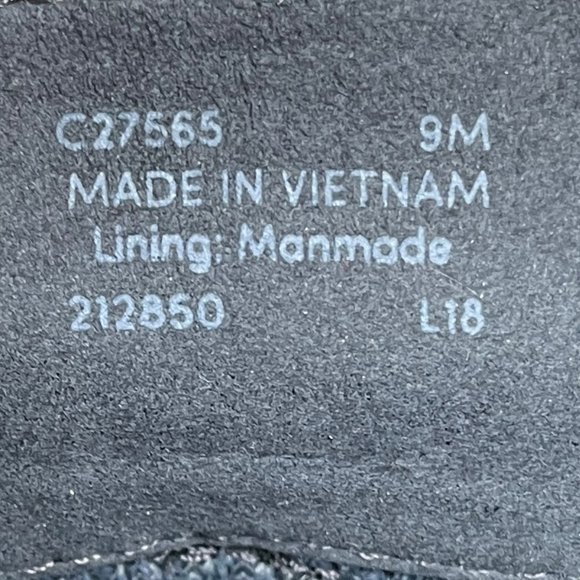 C27565 9M
MADE IN VIETNAM
Lining: Manmade
212850 L18